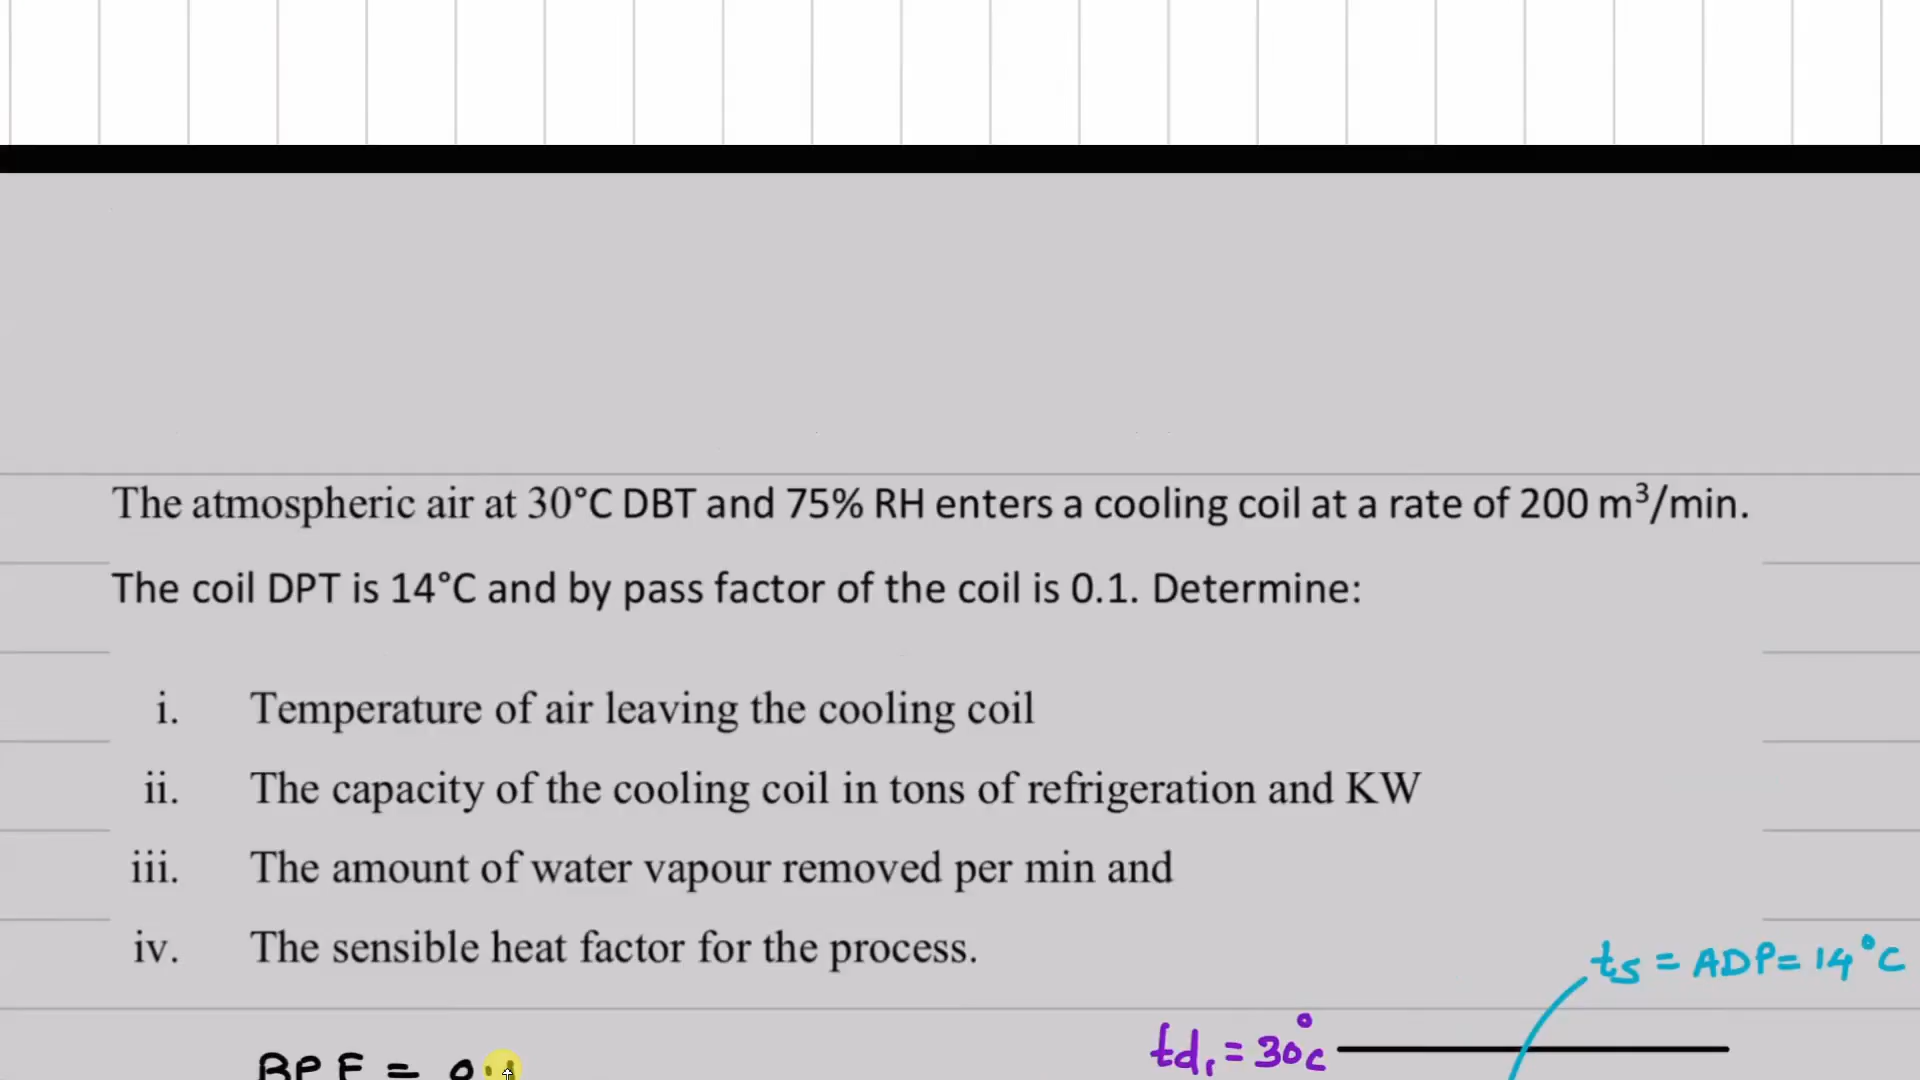 The atmospheric air at 30°C DBT and 75% RH enters a cooling coil at a rate of 200 m³/min.
The coil DPT is 14°C and by pass factor of the coil is 0.1. Determine:
i. Temperature of air leaving the cooling coil
ii. The capacity of the cooling coil in tons of refrigeration and KW
iii. The amount of water vapour removed per min and
iv. The sensible heat factor for the process.
ts = ADP = 14°C
td₁ = 30°C
BPF = 0.1